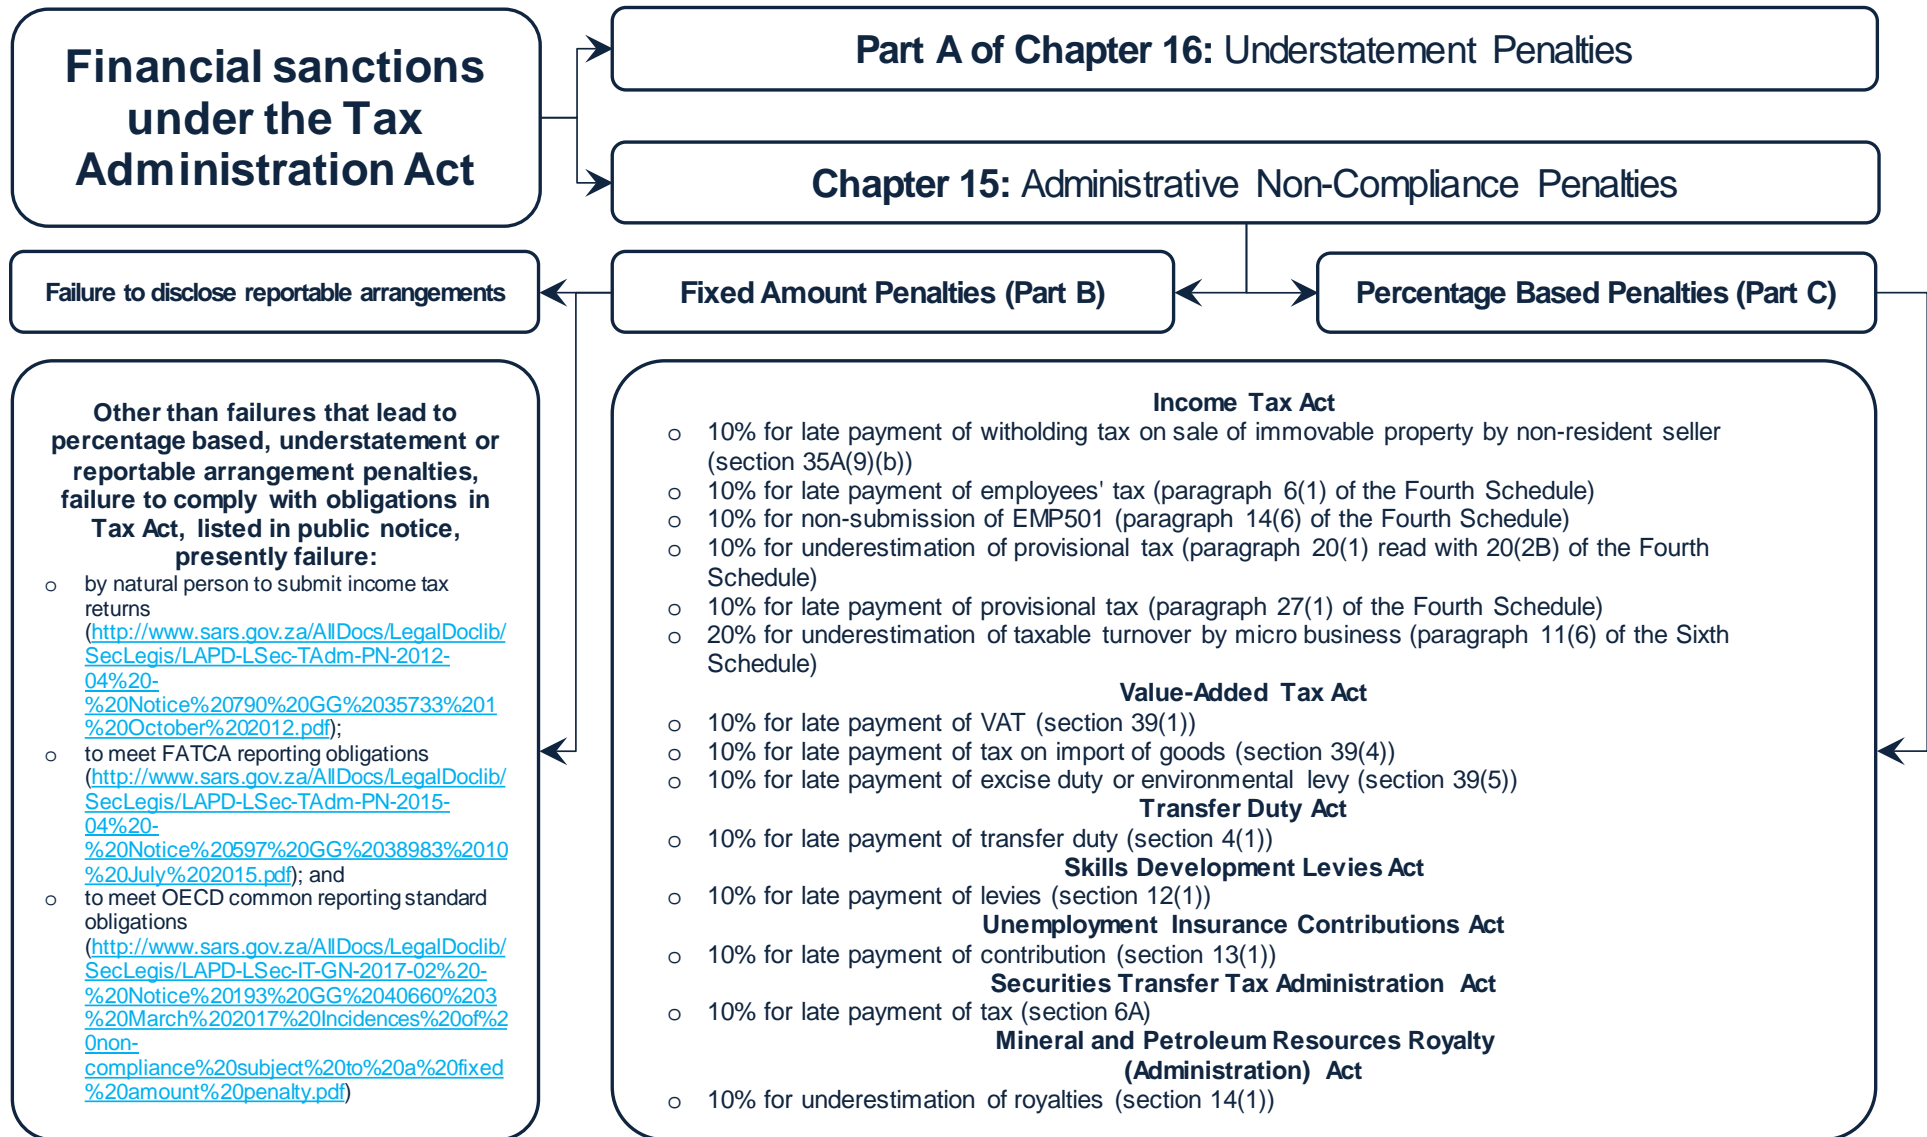 Financial sanctions
under the Tax
Administration Act
Part A of Chapter 16: Understatement Penalties
Chapter 15: Administrative Non-Compliance Penalties
Failure to disclose reportable arrangements
Fixed Amount Penalties (Part B)
Percentage Based Penalties (Part C)
Other than failures that lead to
percentage based, understatement or
reportable arrangement penalties,
failure to comply with obligations in
Tax Act, listed in public notice,
presently failure:
o by natural person to submit income tax
returns
(http://www.sars.gov.za/AllDocs/LegalDoclib/
SecLegis/LAPD-LSec-TAdm-PN-2012-
04%20-
%20Notice%20790%20GG%2035733%201
%20October%202012.pdf);
o to meet FATCA reporting obligations
(http://www.sars.gov.za/AllDocs/LegalDoclib/
SecLegis/LAPD-LSec-TAdm-PN-2015-
04%20-
%20Notice%20597%20GG%2038983%2010
%20July%202015.pdf); and
o to meet OECD common reporting standard
obligations
(http://www.sars.gov.za/AllDocs/LegalDoclib/
SecLegis/LAPD-LSec-IT-GN-2017-02%20-
%20Notice%20193%20GG%2040660%203
%20March%202017%20Incidences%20of%2
0non-
compliance%20subject%20to%20a%20fixed
%20amount%20penalty.pdf)
Income Tax Act
o 10% for late payment of witholding tax on sale of immovable property by non-resident seller
(section 35A(9)(b))
o 10% for late payment of employees' tax (paragraph 6(1) of the Fourth Schedule)
o 10% for non-submission of EMP501 (paragraph 14(6) of the Fourth Schedule)
o 10% for underestimation of provisional tax (paragraph 20(1) read with 20(2B) of the Fourth
Schedule)
o 10% for late payment of provisional tax (paragraph 27(1) of the Fourth Schedule)
o 20% for underestimation of taxable turnover by micro business (paragraph 11(6) of the Sixth
Schedule)
Value-Added Tax Act
o 10% for late payment of VAT (section 39(1))
o 10% for late payment of tax on import of goods (section 39(4))
o 10% for late payment of excise duty or environmental levy (section 39(5))
Transfer Duty Act
o 10% for late payment of transfer duty (section 4(1))
Skills Development Levies Act
o 10% for late payment of levies (section 12(1))
Unemployment Insurance Contributions Act
o 10% for late payment of contribution (section 13(1))
Securities Transfer Tax Administration Act
o 10% for late payment of tax (section 6A)
Mineral and Petroleum Resources Royalty
(Administration) Act
o 10% for underestimation of royalties (section 14(1))